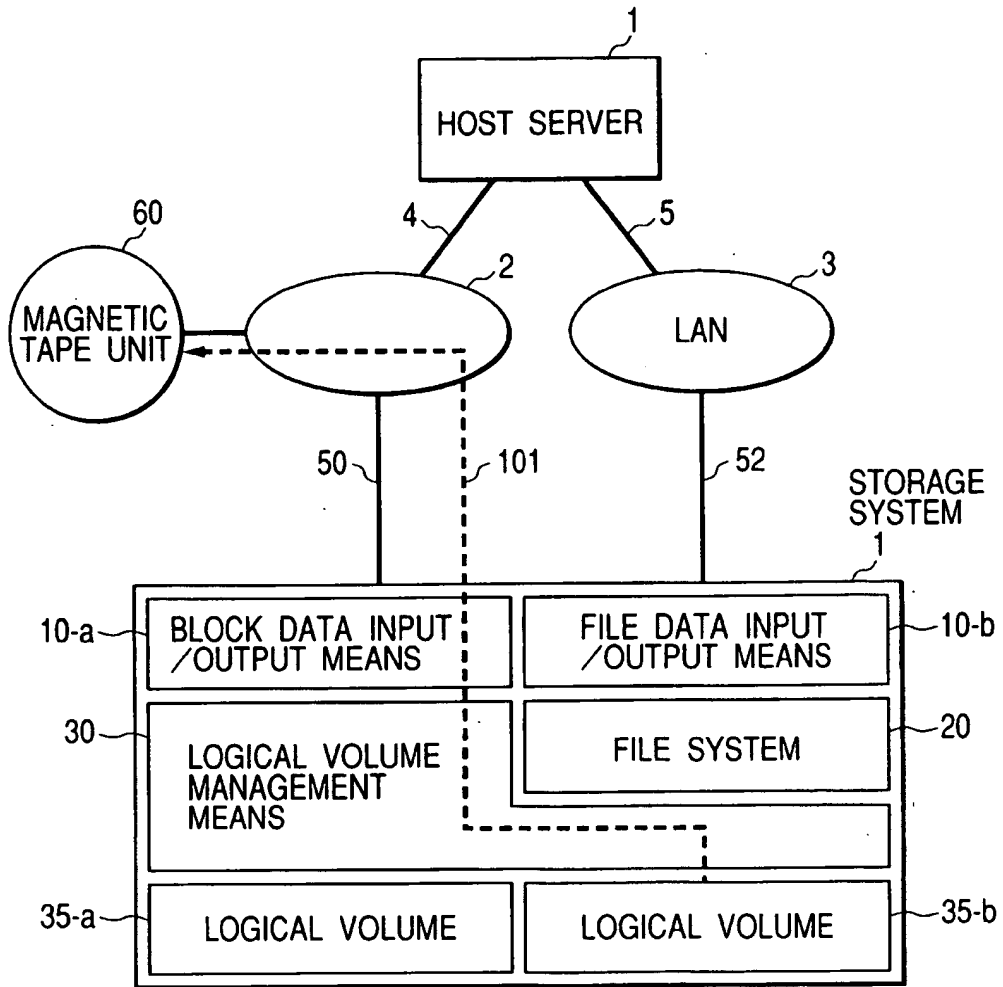 1
HOST SERVER
4
5
60
2
3
MAGNETIC
TAPE UNIT
LAN
50
101
52
STORAGE
SYSTEM
1
10-a
BLOCK DATA INPUT
/OUTPUT MEANS
FILE DATA INPUT
/OUTPUT MEANS
10-b
30
LOGICAL VOLUME
MANAGEMENT
MEANS
FILE SYSTEM
20
35-a
LOGICAL VOLUME
LOGICAL VOLUME
35-b